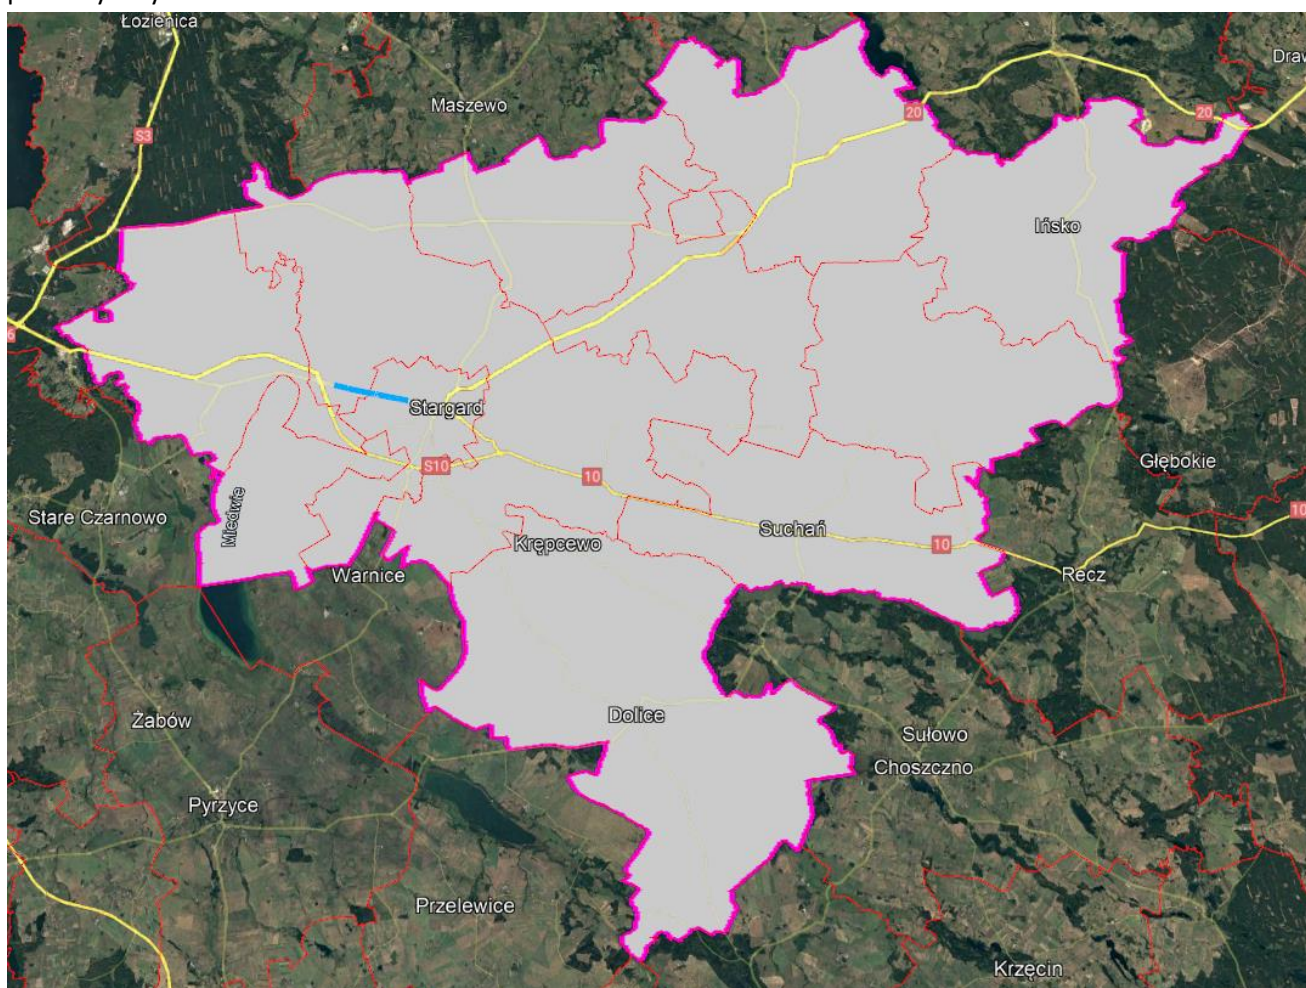 Łozienica
Draw
Maszewo
S3
20
20
Ińsko
6
Stargard
S10
10
Głębokie
Miedwie
Stare Czarnowo
Suchań
10
Krępcewo
10
Warnice
Recz
Żabów
Dolice
Sułowo
Choszczno
Pyrzyce
Przelewice
Krzęcin